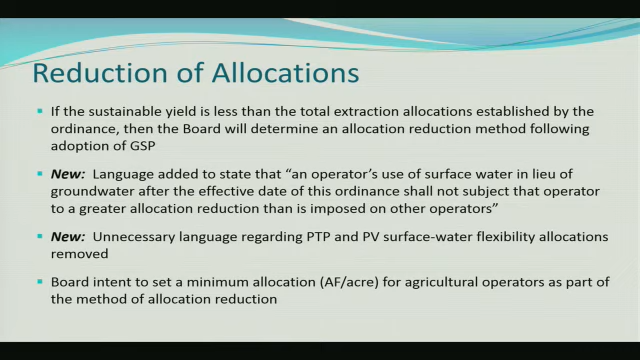 Reduction of Allocations
If the sustainable yield is less than the total extraction allocations established by the
ordinance, then the Board will determine an allocation reduction method following
adoption of GSP
New: Language added to state that “an operator’s use of surface water in lieu of
groundwater after the effective date of this ordinance shall not subject that operator
to a greater allocation reduction than is imposed on other operators”
New: Unnecessary language regarding PTP and PV surface-water flexibility allocations
removed
Board intent to set a minimum allocation (AF/acre) for agricultural operators as part of
the method of allocation reduction